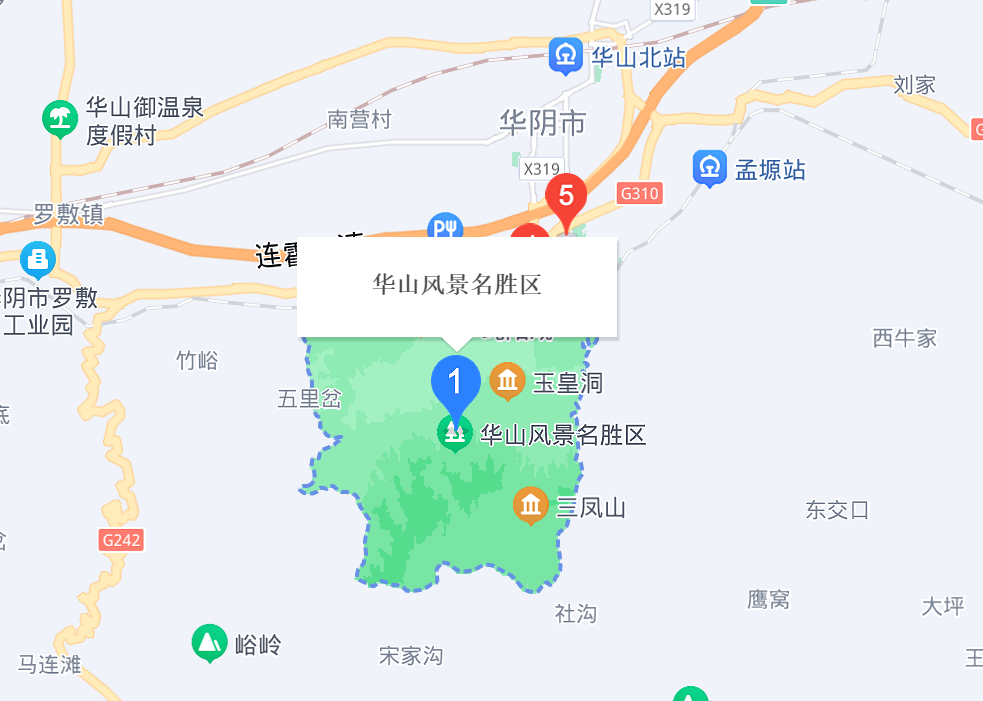 X319
华山北站
刘家
华山御温泉
度假村
南营村
华阴市
X319
孟塬站
5
G310
罗敷镇
连霍
阴市罗敷
工业园
华山风景名胜区
西牛家
竹峪
1
玉皇洞
五里岔
华山风景名胜区
三凤山
东交口
G242
鹰窝
大坪
社沟
峪岭
宋家沟
马连滩